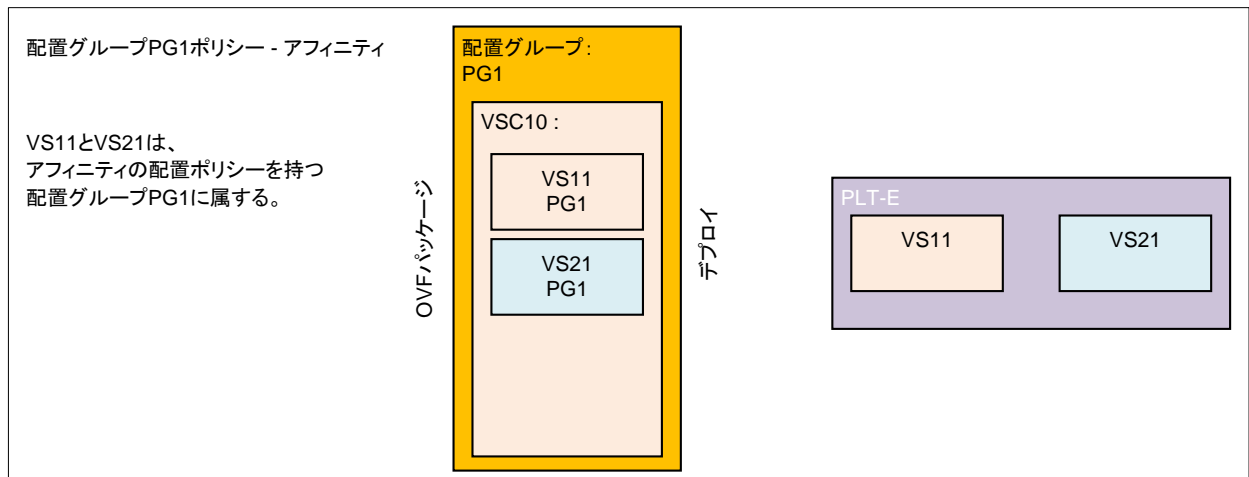 配置グループPG1ポリシー - アフィニティ
VS11とVS21は、
アフィニティの配置ポリシーを持つ
配置グループPG1に属する。
OVFパッケージ
配置グループ:
PG1
VSC10 :
VS11
PG1
VS21
PG1
デプロイ
PLT-E
VS11
VS21